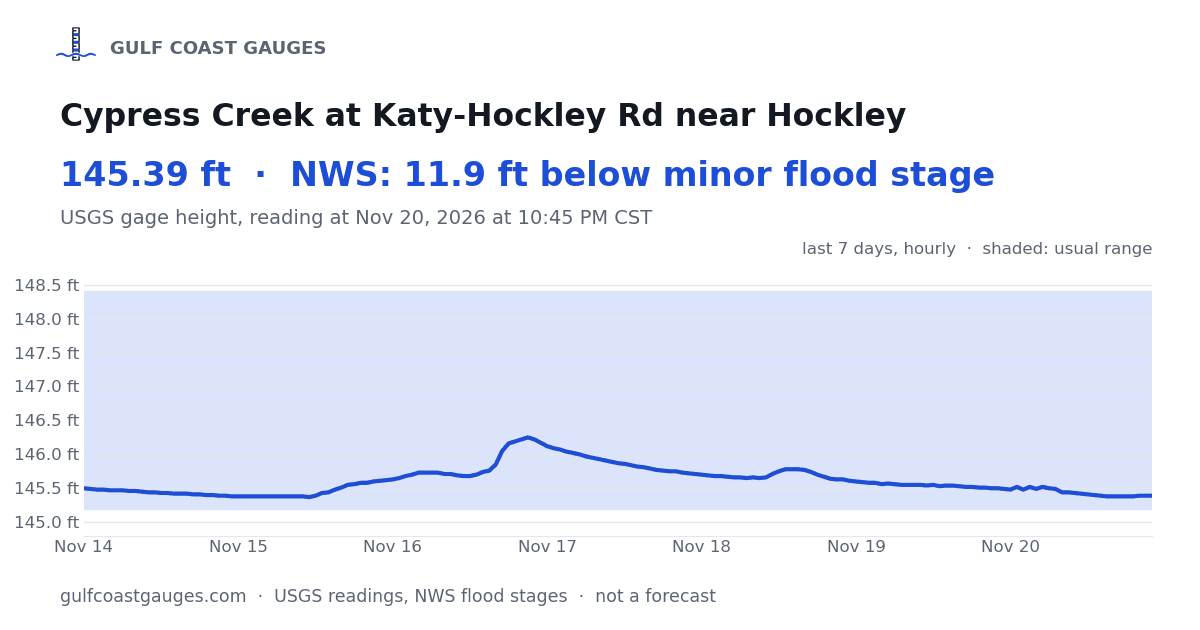 GULF COAST GAUGES
Cypress Creek at Katy-Hockley Rd near Hockley
145.39 ft · NWS: 11.9 ft below minor flood stage
USGS gage height, reading at Nov 20, 2026 at 10:45 PM CST
last 7 days, hourly · shaded: usual range
148.5 ft
148.0 ft
147.5 ft
147.0 ft
146.5 ft
146.0 ft
145.5 ft
145.0 ft
Nov 14 Nov 15 Nov 16 Nov 17 Nov 18 Nov 19 Nov 20
gulfcoastgauges.com · USGS readings, NWS flood stages · not a forecast